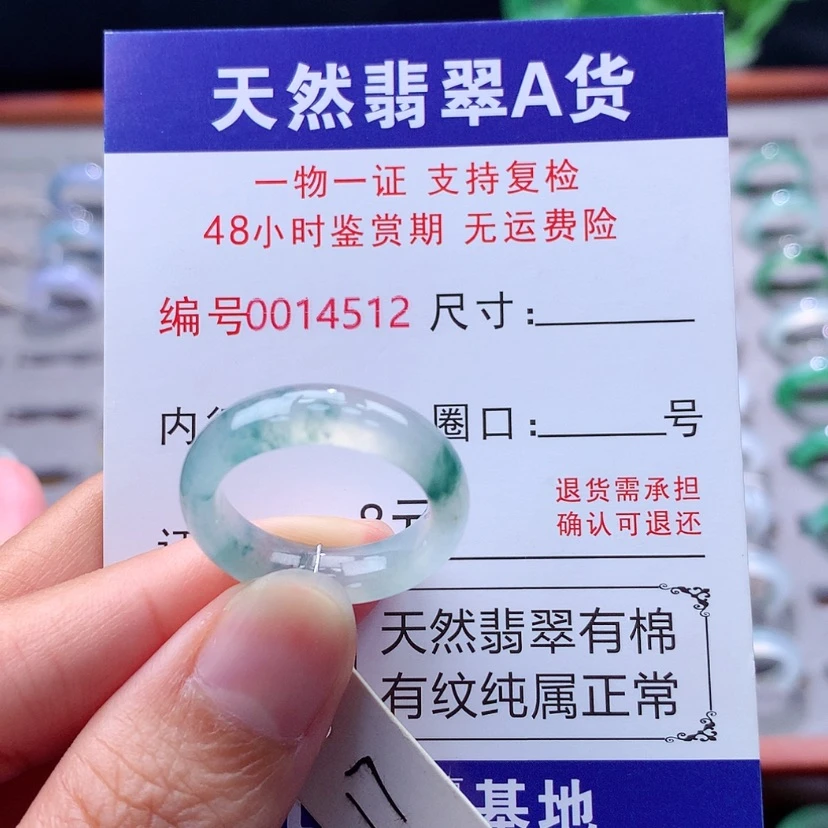 天然翡翠A货
一物一证 支持复检
48小时鉴赏期 无运费险
编号0014512 尺寸：
内 圈口： 号
元
退货需承担
确认可退还
天然翡翠有棉
有纹纯属正常
17
基地